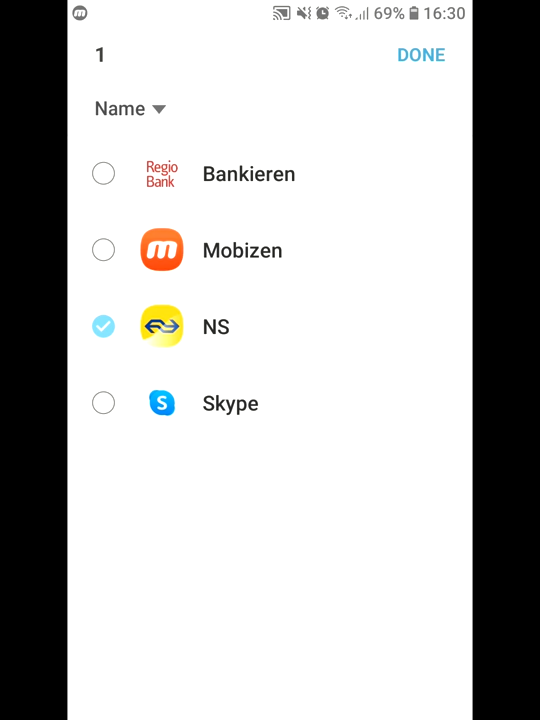 m 69% 16:30
1 DONE
Name
Regio
Bank
Bankieren
m
Mobizen
NS
S
Skype